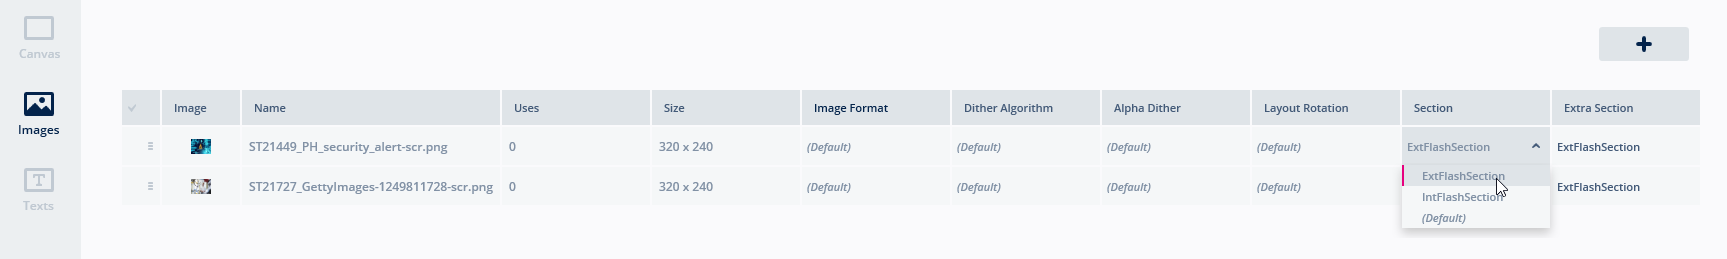 Canvas
Images
Texts
Image Name Uses Size Image Format Dither Algorithm Alpha Dither Layout Rotation Section Extra Section
ST21449_PH_security_alert-scr.png 0 320 x 240 (Default) (Default) (Default) (Default) ExtFlashSection ExtFlashSection
ST21727_GettyImages-1249811728-scr.png 0 320 x 240 (Default) (Default) (Default) (Default) ExtFlashSection
ExtFlashSection
IntFlashSection
(Default)